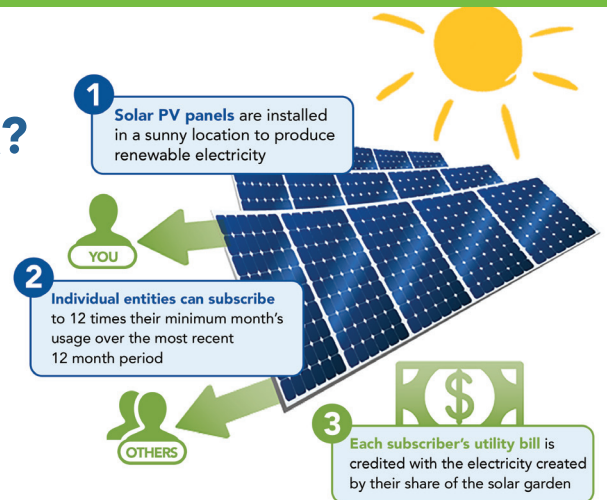 ?
1
Solar PV panels are installed
in a sunny location to produce
renewable electricity
YOU
2
Individual entities can subscribe
to 12 times their minimum month's
usage over the most recent
12 month period
OTHERS
$
3
Each subscriber's utility bill is
credited with the electricity created
by their share of the solar garden